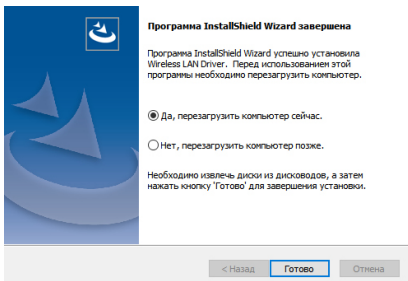 Программа InstallShield Wizard завершена
Программа InstallShield Wizard успешно установила
Wireless LAN Driver. Перед использованием этой
программы необходимо перезагрузить компьютер.
Да, перезагрузить компьютер сейчас.
Нет, перезагрузить компьютер позже.
Необходимо извлечь диски из дисководов, а затем
нажать кнопку 'Готово' для завершения установки.
< Назад Готово Отмена